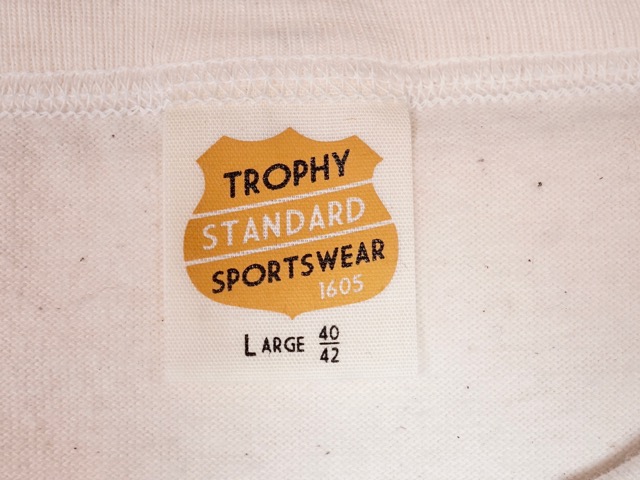 TROPHY
STANDARD
SPORTSWEAR
1605
LARGE 40/42